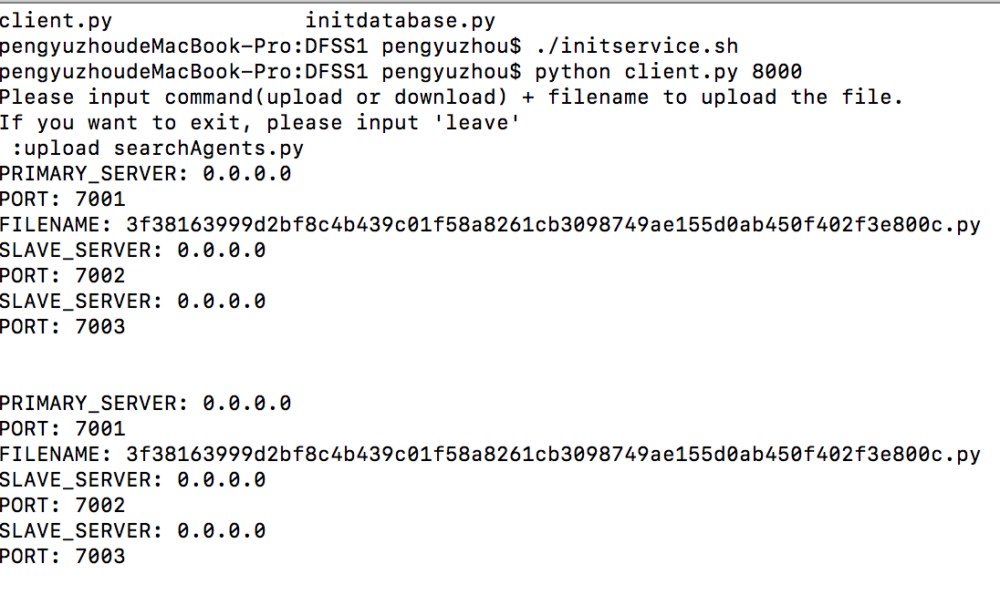 client.py               initdatabase.py
pengyuzhoudeMacBook-Pro:DFSS1 pengyuzhou$ ./initservice.sh
pengyuzhoudeMacBook-Pro:DFSS1 pengyuzhou$ python client.py 8000
Please input command(upload or download) + filename to upload the file.
If you want to exit, please input 'leave'
 :upload searchAgents.py
PRIMARY_SERVER: 0.0.0.0
PORT: 7001
FILENAME: 3f38163999d2bf8c4b439c01f58a8261cb3098749ae155d0ab450f402f3e800c.py
SLAVE_SERVER: 0.0.0.0
PORT: 7002
SLAVE_SERVER: 0.0.0.0
PORT: 7003
PRIMARY_SERVER: 0.0.0.0
PORT: 7001
FILENAME: 3f38163999d2bf8c4b439c01f58a8261cb3098749ae155d0ab450f402f3e800c.py
SLAVE_SERVER: 0.0.0.0
PORT: 7002
SLAVE_SERVER: 0.0.0.0
PORT: 7003